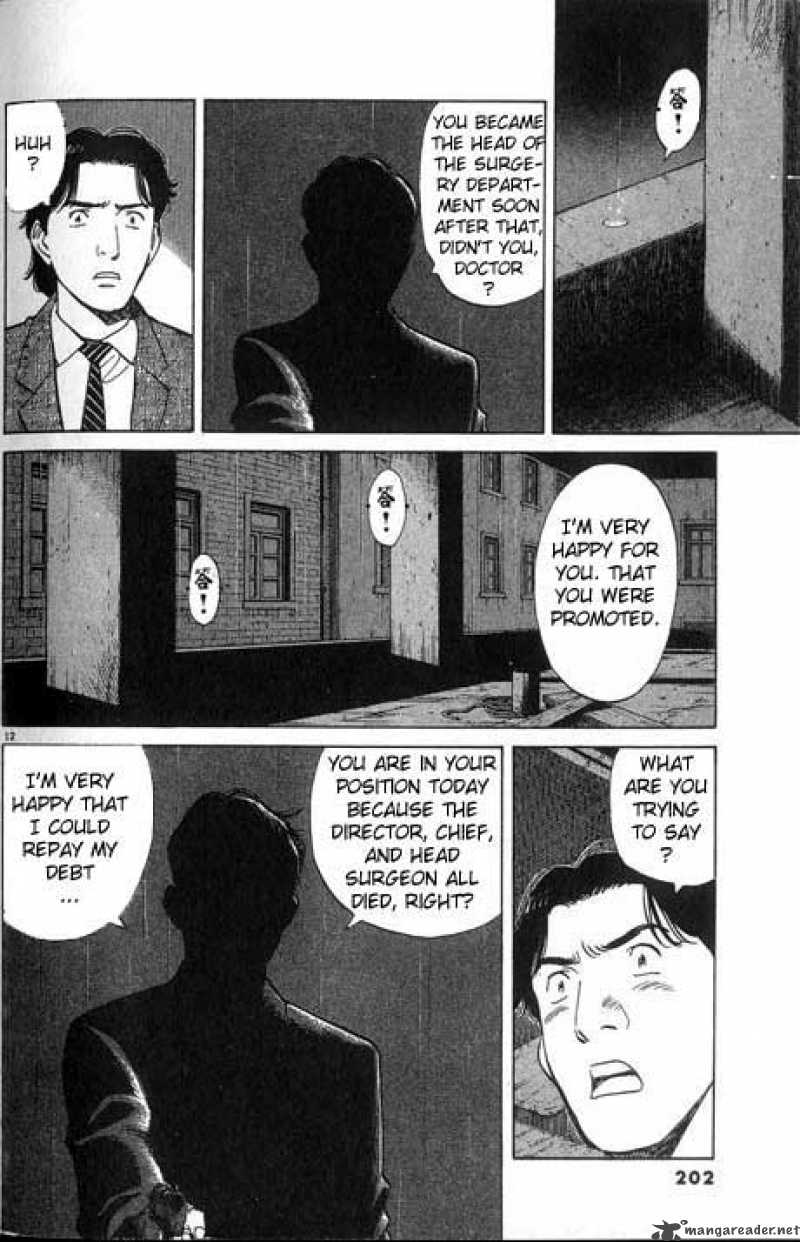 答!
YOU BECAME
THE HEAD OF
THE SURGE-
RY DEPART-
MENT SOON
AFTER THAT,
DIDN'T YOU,
DOCTOR
?
HUH
?
I'M VERY
HAPPY FOR
YOU. THAT
YOU WERE
PROMOTED.
答!
答!
12
WHAT
ARE YOU
TRYING
TO SAY
?
YOU ARE IN YOUR
POSITION TODAY
BECAUSE THE
DIRECTOR, CHIEF,
AND HEAD
SURGEON ALL
DIED, RIGHT?
I'M VERY
HAPPY THAT
I COULD
REPAY MY
DEBT
...
202
mangareader.net